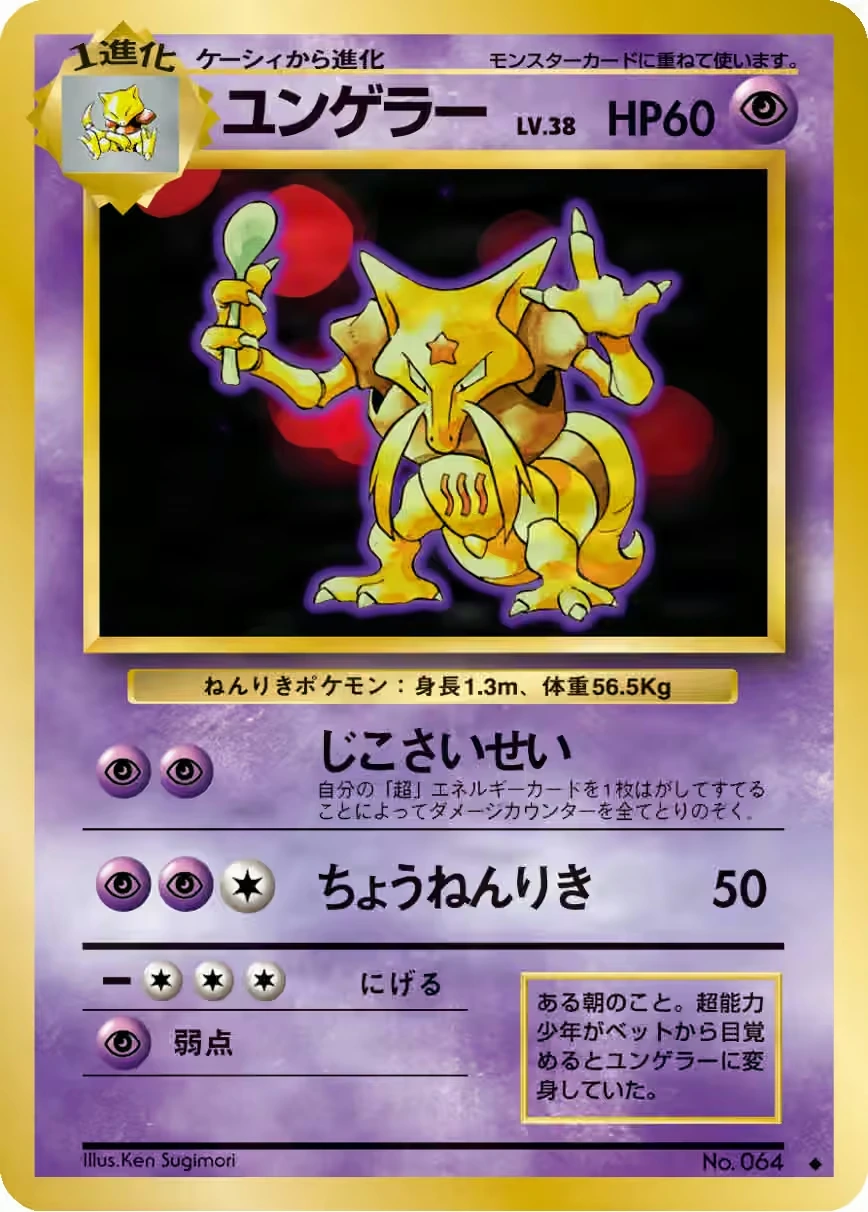 1進化
ケーシィから進化
モンスターカードに重ねて使います。
ユンゲラー LV.38 HP60
ねんりきポケモン：身長1.3m、体重56.5Kg
じこさいせい
自分の「超」エネルギーカードを1枚はがしてすてる
ことによってダメージカウンターを全てとりのぞく。
ちょうねんりき 50
にげる
弱点
ある朝のこと。超能力
少年がベットから目覚
めるとユンゲラーに変
身していた。
Illus.Ken Sugimori
No. 064